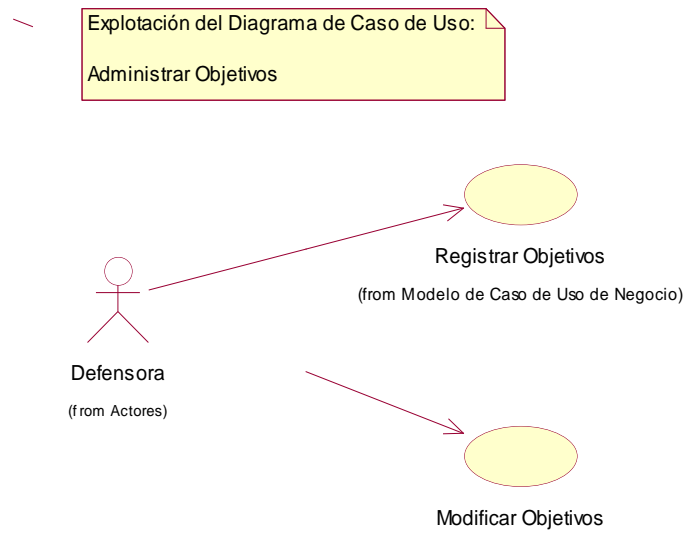 Explotación del Diagrama de Caso de Uso:
Administrar Objetivos
Registrar Objetivos
(from Modelo de Caso de Uso de Negocio)
Defensora
(from Actores)
Modificar Objetivos